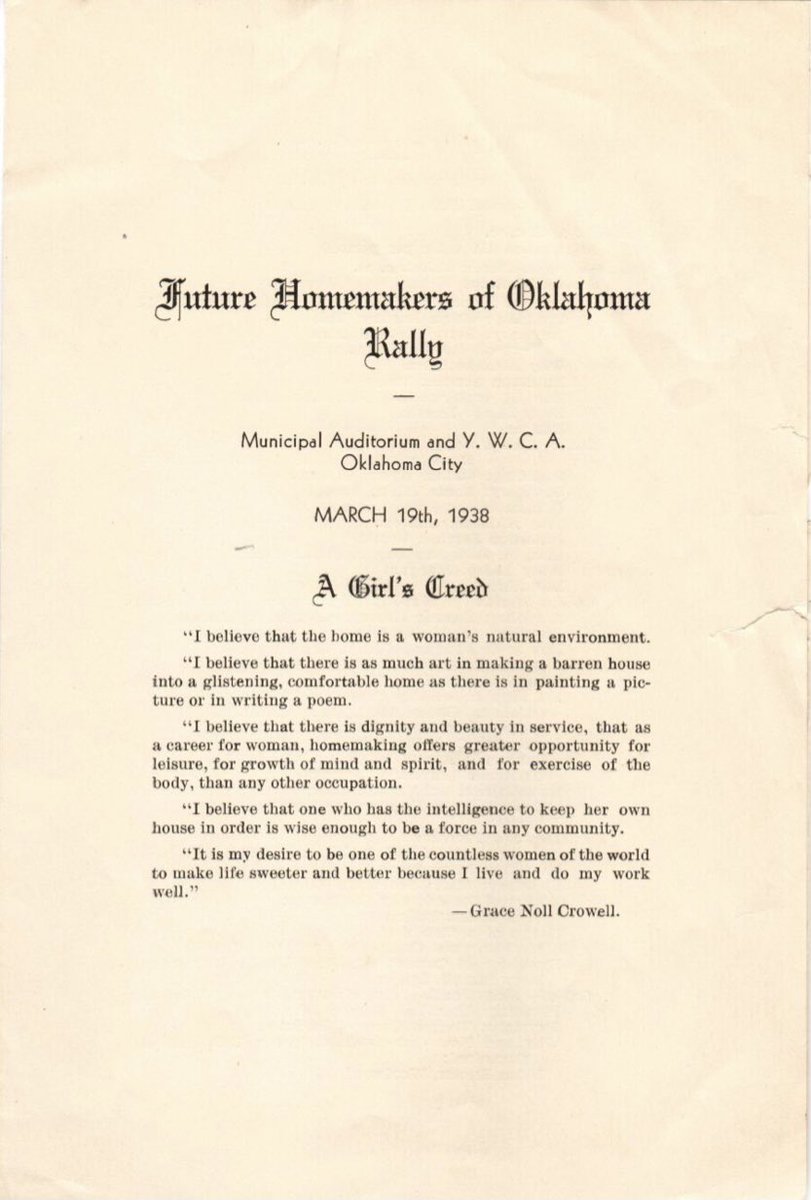 Future Homemakers of Oklahoma
Rally
Municipal Auditorium and Y. W. C. A.
Oklahoma City
MARCH 19th, 1938
A Girl's Creed
"I believe that the home is a woman's natural environment.
"I believe that there is as much art in making a barren house
into a glistening, comfortable home as there is in painting a pic-
ture or in writing a poem.
"I believe that there is dignity and beauty in service, that as
a career for woman, homemaking offers greater opportunity for
leisure, for growth of mind and spirit, and for exercise of the
body, than any other occupation.
"I believe that one who has the intelligence to keep her own
house in order is wise enough to be a force in any community.
"It is my desire to be one of the countless women of the world
to make life sweeter and better because I live and do my work
well."
—Grace Noll Crowell.